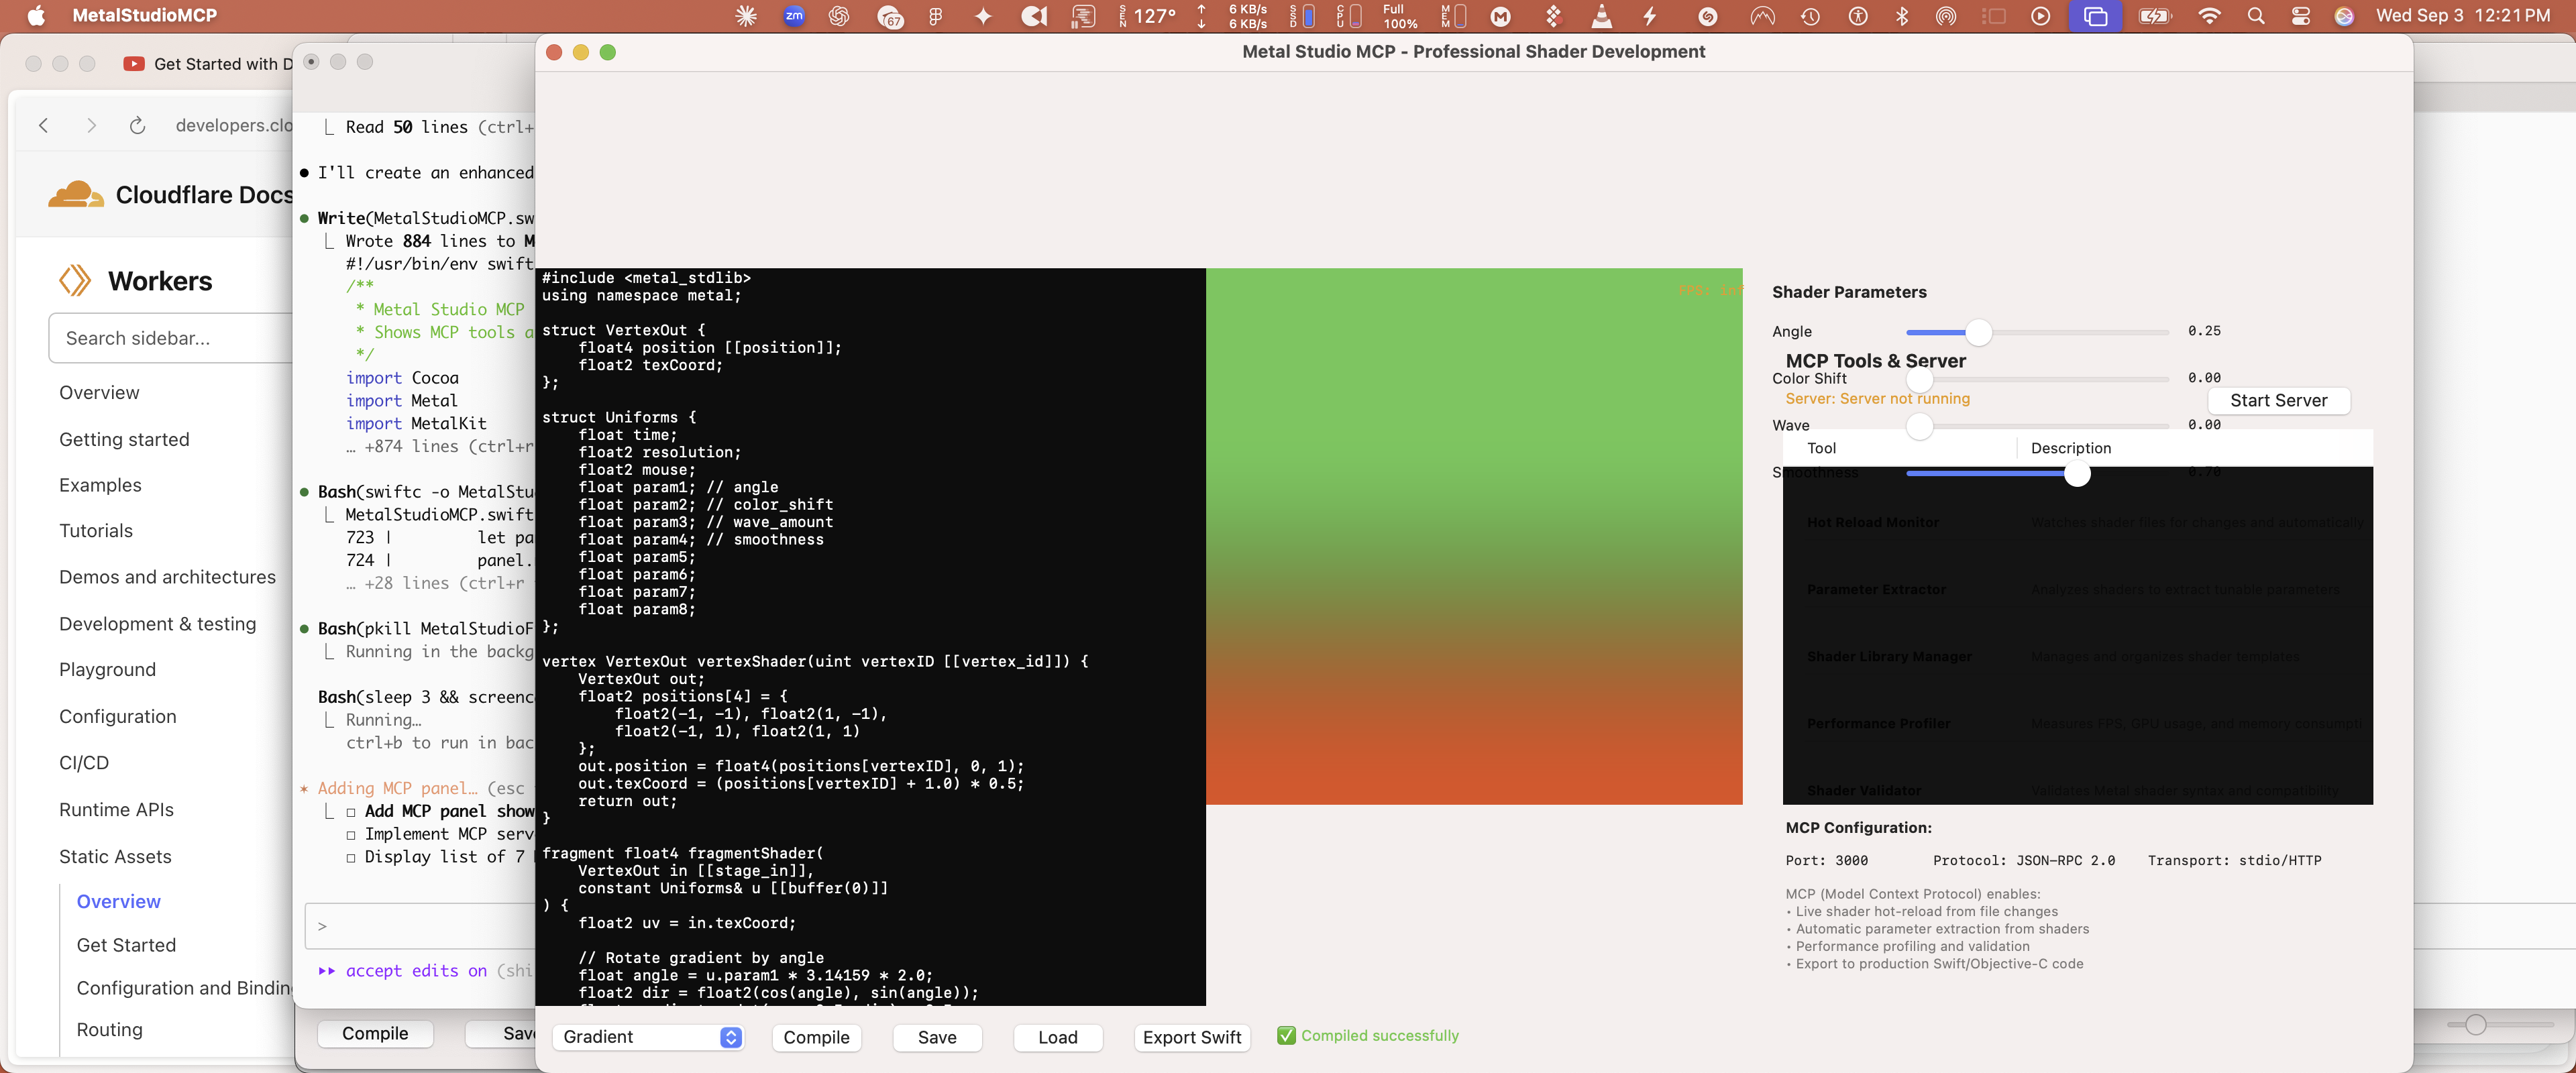 MetalStudioMCP
zm
67
SEN 127°
6 KB/s
6 KB/s
SSD
CPU
Full
100%
MEM
Wed Sep 3 12:21 PM
Get Started with D
developers.clo
Cloudflare Docs
Workers
Search sidebar...
Overview
Getting started
Examples
Tutorials
Demos and architectures
Development & testing
Playground
Configuration
CI/CD
Runtime APIs
Static Assets
Overview
Get Started
Configuration and Binding
Routing
Read 50 lines (ctrl+
I'll create an enhanced
Write(MetalStudioMCP.sw
Wrote 884 lines to M
#!/usr/bin/env swift
/**
* Metal Studio MCP
* Shows MCP tools a
*/
import Cocoa
import Metal
import MetalKit
… +874 lines (ctrl+r
Bash(swiftc -o MetalStu
MetalStudioMCP.swift
723 | let pa
724 | panel.
… +28 lines (ctrl+r
Bash(pkill MetalStudioF
Running in the backg
Bash(sleep 3 && screenc
Running…
ctrl+b to run in bac
Adding MCP panel… (esc
☐ Add MCP panel show
☐ Implement MCP serv
☐ Display list of 7
>
accept edits on (shi
Compile
Sav
Metal Studio MCP - Professional Shader Development
#include <metal_stdlib>
using namespace metal;
struct VertexOut {
float4 position [[position]];
float2 texCoord;
};
struct Uniforms {
float time;
float2 resolution;
float2 mouse;
float param1; // angle
float param2; // color_shift
float param3; // wave_amount
float param4; // smoothness
float param5;
float param6;
float param7;
float param8;
};
vertex VertexOut vertexShader(uint vertexID [[vertex_id]]) {
VertexOut out;
float2 positions[4] = {
float2(-1, -1), float2(1, -1),
float2(-1, 1), float2(1, 1)
};
out.position = float4(positions[vertexID], 0, 1);
out.texCoord = (positions[vertexID] + 1.0) * 0.5;
return out;
}
fragment float4 fragmentShader(
VertexOut in [[stage_in]],
constant Uniforms& u [[buffer(0)]]
) {
float2 uv = in.texCoord;
// Rotate gradient by angle
float angle = u.param1 * 3.14159 * 2.0;
float2 dir = float2(cos(angle), sin(angle));
FPS: inf
Shader Parameters
Angle 0.25
MCP Tools & Server
Color Shift 0.00
Server: Server not running
Start Server
Wave 0.00
Tool Description
Smoothness 0.70
Hot Reload Monitor Watches shader files for changes and automatically
Parameter Extractor Analyzes shaders to extract tunable parameters
Shader Library Manager Manages and organizes shader templates
Performance Profiler Measures FPS, GPU usage, and memory consumpti
Shader Validator Validates Metal shader syntax and compatibility
MCP Configuration:
Port: 3000 Protocol: JSON-RPC 2.0 Transport: stdio/HTTP
MCP (Model Context Protocol) enables:
• Live shader hot-reload from file changes
• Automatic parameter extraction from shaders
• Performance profiling and validation
• Export to production Swift/Objective-C code
Gradient
Compile
Save
Load
Export Swift
✅ Compiled successfully